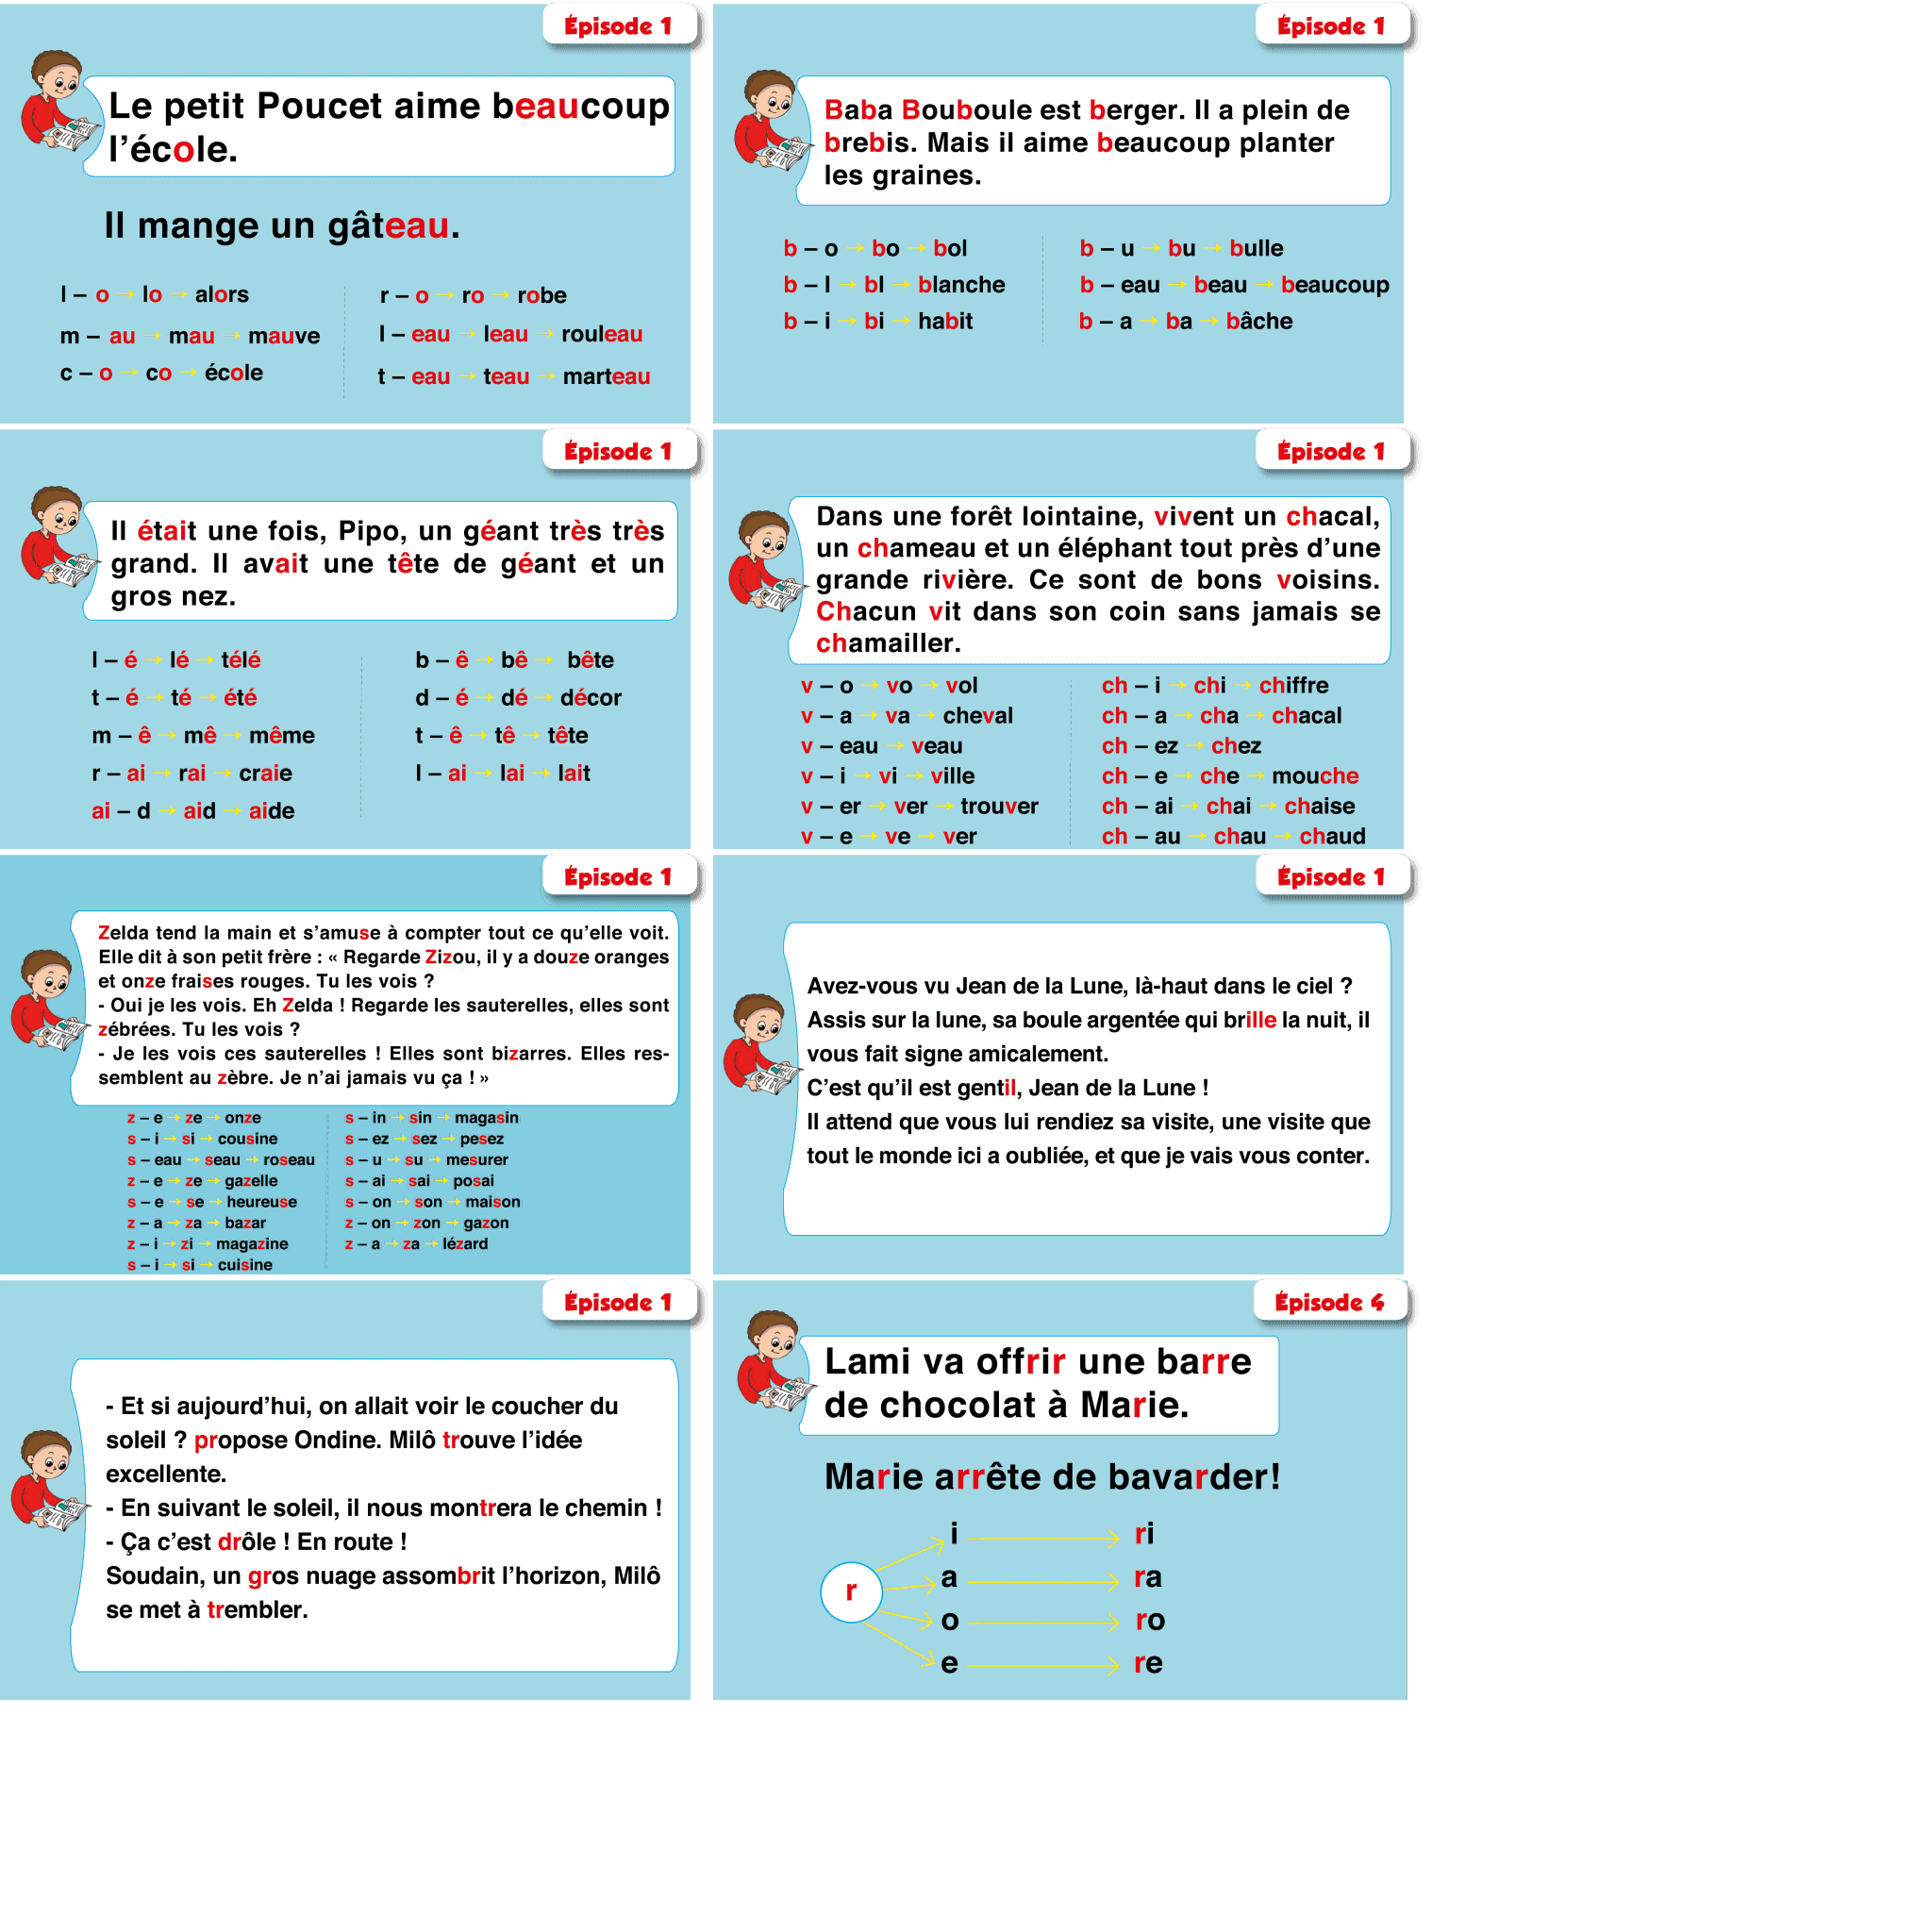 Épisode 1
Le petit Poucet aime beaucoup
l’école.
Il mange un gâteau.
l – o → lo → alors
m – au → mau → mauve
c – o → co → école
r – o → ro → robe
l – eau → leau → rouleau
t – eau → teau → marteau
Épisode 1
Baba Bouboule est berger. Il a plein de
brebis. Mais il aime beaucoup planter
les graines.
b – o → bo → bol
b – l → bl → blanche
b – i → bi → habit
b – u → bu → bulle
b – eau → beau → beaucoup
b – a → ba → bâche
Épisode 1
Il était une fois, Pipo, un géant très très
grand. Il avait une tête de géant et un
gros nez.
l – é → lé → télé
t – é → té → été
m – ê → mê → même
r – ai → rai → craie
ai – d → aid → aide
b – ê → bê → bête
d – é → dé → décor
t – ê → tê → tête
l – ai → lai → lait
Épisode 1
Dans une forêt lointaine, vivent un chacal,
un chameau et un éléphant tout près d’une
grande rivière. Ce sont de bons voisins.
Chacun vit dans son coin sans jamais se
chamailler.
v – o → vo → vol
v – a → va → cheval
v – eau → veau
v – i → vi → ville
v – er → ver → trouver
v – e → ve → ver
ch – i → chi → chiffre
ch – a → cha → chacal
ch – ez → chez
ch – e → che → mouche
ch – ai → chai → chaise
ch – au → chau → chaud
Épisode 1
Zelda tend la main et s’amuse à compter tout ce qu’elle voit.
Elle dit à son petit frère : « Regarde Zizou, il y a douze oranges
et onze fraises rouges. Tu les vois ?
- Oui je les vois. Eh Zelda ! Regarde les sauterelles, elles sont
zébrées. Tu les vois ?
- Je les vois ces sauterelles ! Elles sont bizarres. Elles res-
semblent au zèbre. Je n’ai jamais vu ça ! »
z – e → ze → onze
s – i → si → cousine
s – eau → seau → roseau
z – e → ze → gazelle
s – e → se → heureuse
z – a → za → bazar
z – i → zi → magazine
s – i → si → cuisine
s – in → sin → magasin
s – ez → sez → pesez
s – u → su → mesurer
s – ai → sai → posai
s – on → son → maison
z – on → zon → gazon
z – a → za → lézard
Épisode 1
Avez-vous vu Jean de la Lune, là-haut dans le ciel ?
Assis sur la lune, sa boule argentée qui brille la nuit, il
vous fait signe amicalement.
C’est qu’il est gentil, Jean de la Lune !
Il attend que vous lui rendiez sa visite, une visite que
tout le monde ici a oubliée, et que je vais vous conter.
Épisode 1
- Et si aujourd’hui, on allait voir le coucher du
soleil ? propose Ondine. Milô trouve l’idée
excellente.
- En suivant le soleil, il nous montrera le chemin !
- Ça c’est drôle ! En route !
Soudain, un gros nuage assombrit l’horizon, Milô
se met à trembler.
Épisode 4
Lami va offrir une barre
de chocolat à Marie.
Marie arrête de bavarder!
r
i → ri
a → ra
o → ro
e → re